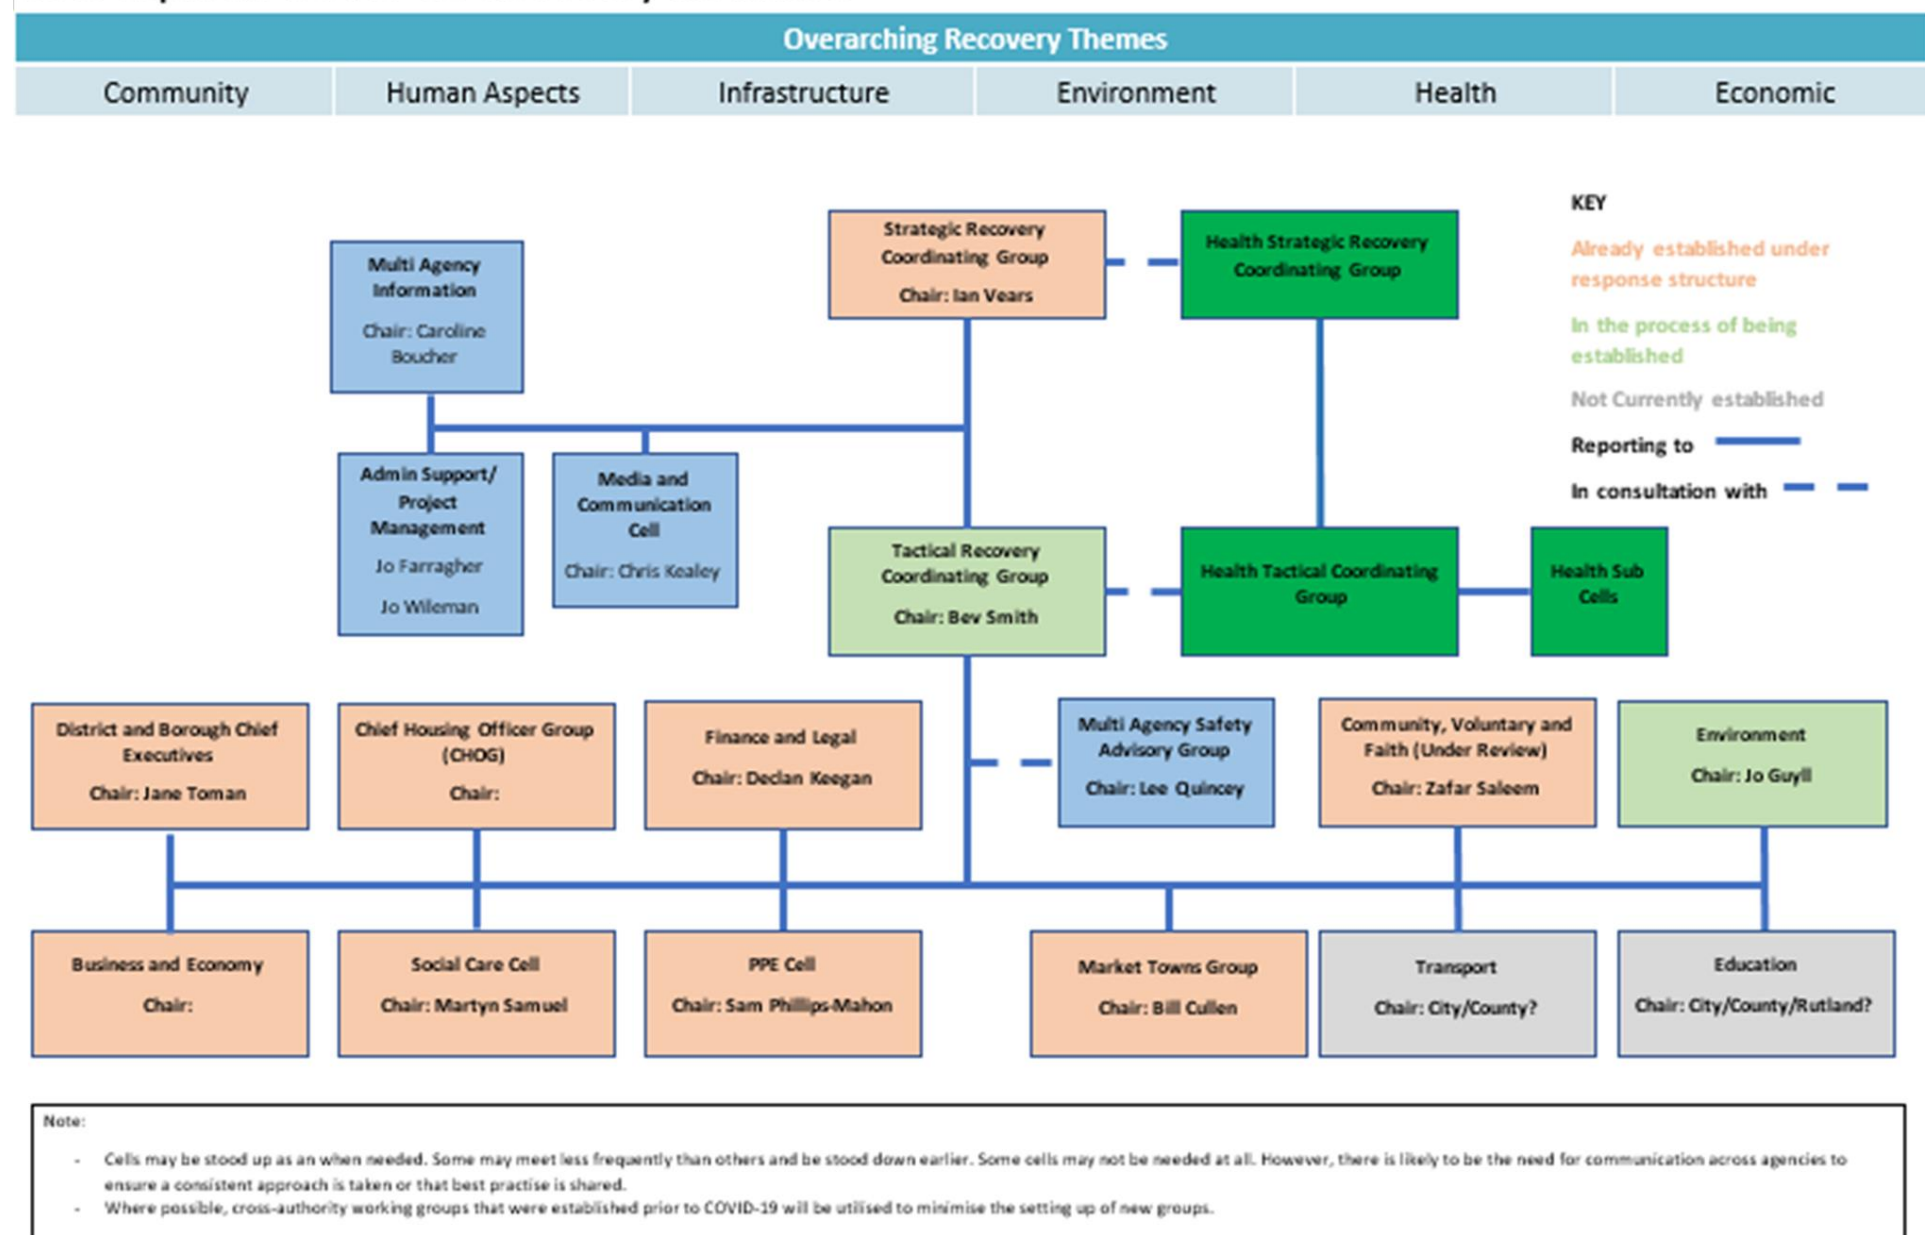 Overarching Recovery Themes
Community
Human Aspects
Infrastructure
Environment
Health
Economic
Strategic Recovery
Coordinating Group
Chair: Ian Vears
Health Strategic Recovery
Coordinating Group
KEY
Already established under
response structure
In the process of being
established
Not Currently established
Reporting to
In consultation with
Multi Agency
Information
Chair: Caroline
Boucher
Admin Support/
Project
Management
Jo Farragher
Jo Wileman
Media and
Communication
Cell
Chair: Chris Kealey
Tactical Recovery
Coordinating Group
Chair: Bev Smith
Health Tactical Coordinating
Group
Health Sub
Cells
District and Borough Chief
Executives
Chair: Jane Toman
Chief Housing Officer Group
(CHOG)
Chair:
Finance and Legal
Chair: Declan Keegan
Multi Agency Safety
Advisory Group
Chair: Lee Quincey
Community, Voluntary and
Faith (Under Review)
Chair: Zafar Saleem
Environment
Chair: Jo Guyll
Business and Economy
Chair:
Social Care Cell
Chair: Martyn Samuel
PPE Cell
Chair: Sam Phillips-Mahon
Market Towns Group
Chair: Bill Cullen
Transport
Chair: City/County?
Education
Chair: City/County/Rutland?
Note:
- Cells may be stood up as an when needed. Some may meet less frequently than others and be stood down earlier. Some cells may not be needed at all. However, there is likely to be the need for communication across agencies to
ensure a consistent approach is taken or that best practise is shared.
- Where possible, cross-authority working groups that were established prior to COVID-19 will be utilised to minimise the setting up of new groups.